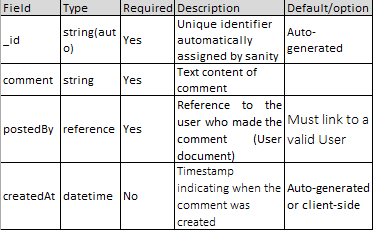 Field Type Required Description Default/option
_id string(aut
o) Yes Unique identifier
automatically
assigned by sanity Auto-
generated
comment string Yes Text content of
comment
postedBy reference Yes Reference to the
user who made the
comment (User
document) Must link to a
valid User
createdAt datetime No Timestamp
indicating when the
comment was
created Auto-generated
or client-side